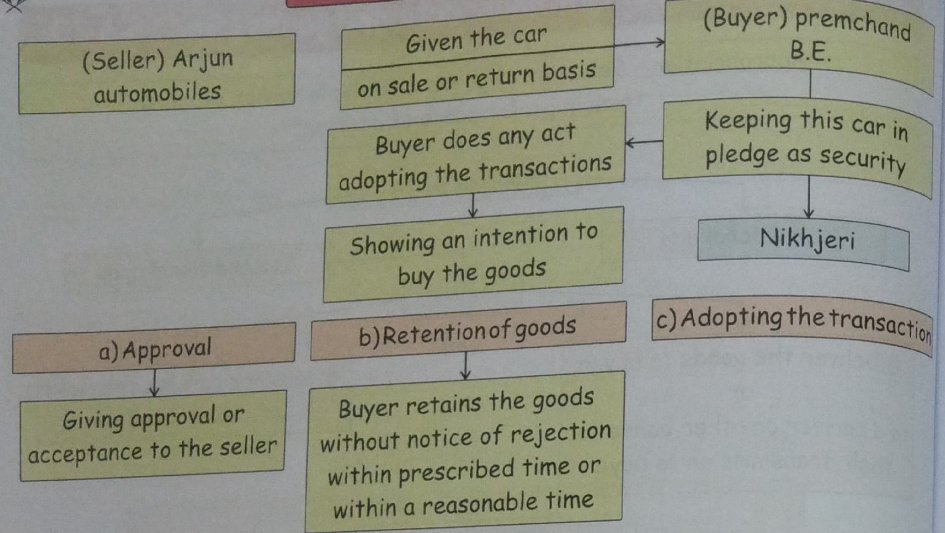 (Seller) Arjun
automobiles
Given the car
on sale or return basis
(Buyer) premchand
B.E.
Buyer does any act
adopting the transactions
Keeping this car in
pledge as security
Showing an intention to
buy the goods
Nikhjeri
a) Approval
b) Retention of goods
c) Adopting the transaction
Giving approval or
acceptance to the seller
Buyer retains the goods
without notice of rejection
within prescribed time or
within a reasonable time